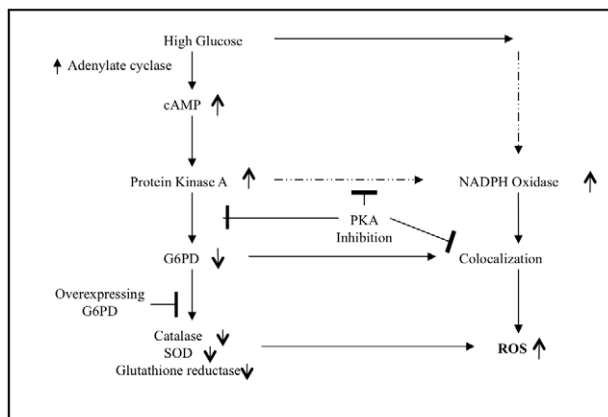 High Glucose
Adenylate cyclase
cAMP
Protein Kinase A
NADPH Oxidase
PKA
Inhibition
G6PD
Colocalization
Overexpressing
G6PD
Catalase
SOD
Glutathione reductase
ROS